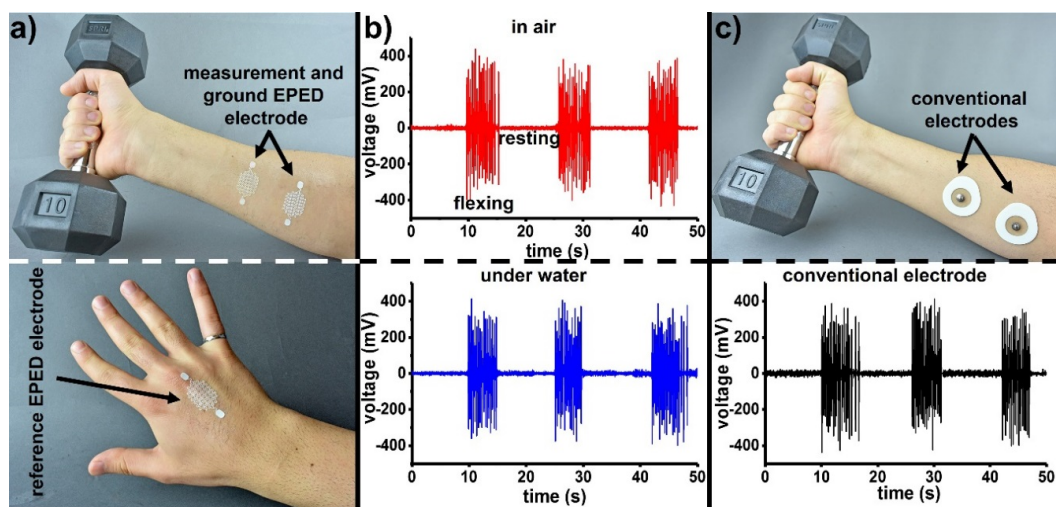 a)
measurement and
ground EPED
electrode
10
reference EPED electrode
b)
in air
voltage (mV)
400
200
0
-200
-400
resting
flexing
0 10 20 30 40 50
time (s)
under water
voltage (mV)
400
200
0
-200
-400
0 10 20 30 40 50
time (s)
c)
conventional
electrodes
10
conventional electrode
voltage (mV)
400
200
0
-200
-400
0 10 20 30 40 50
time (s)